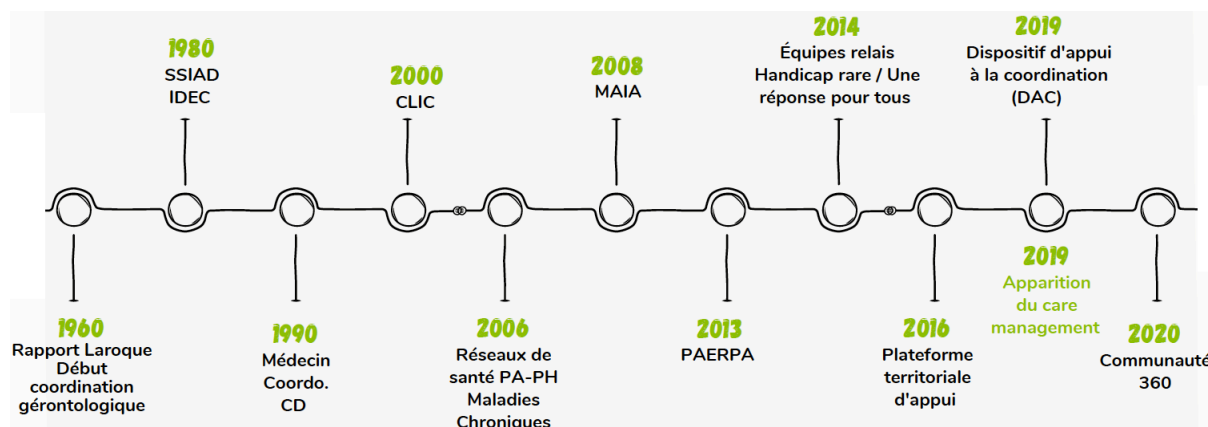 1960
Rapport Laroque
Début
coordination
gérontologique
1980
SSIAD
IDEC
1990
Médecin
Coordo.
CD
2000
CLIC
2006
Réseaux de
santé PA-PH
Maladies
Chroniques
2008
MAIA
2013
PAERPA
2014
Équipes relais
Handicap rare / Une
réponse pour tous
2016
Plateforme
territoriale
d'appui
2019
Dispositif d'appui
à la coordination
(DAC)
2019
Apparition
du care
management
2020
Communauté
360